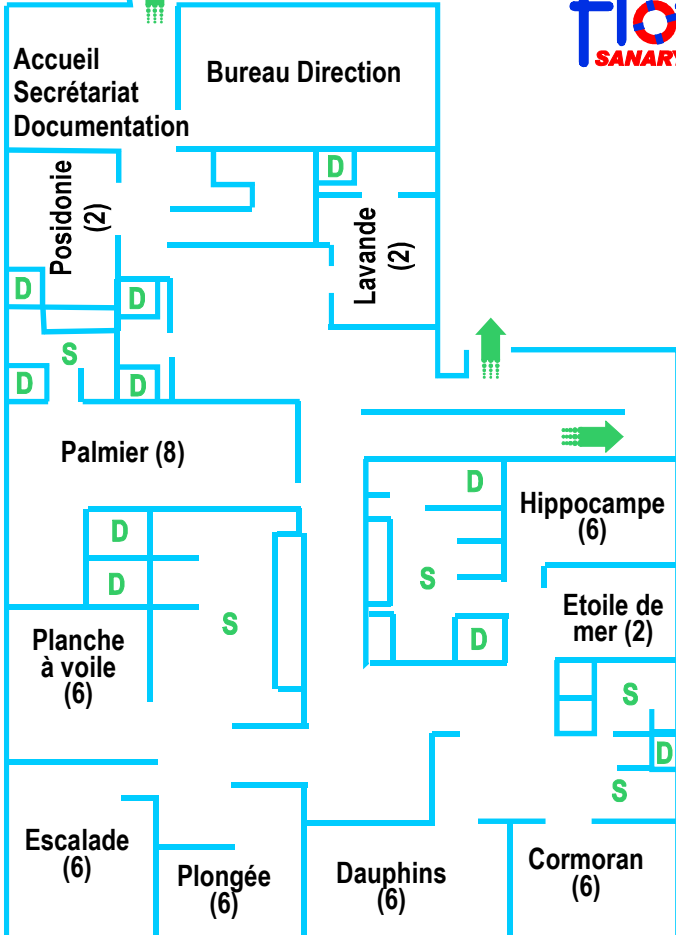 SANARY
Accueil
Secrétariat
Documentation
Bureau Direction
D
Posidonie
(2)
Lavande
(2)
D
D
S
D
D
Palmier (8)
D
Hippocampe
(6)
D
D
S
S
Etoile de
mer (2)
Planche
à voile
(6)
D
S
D
S
Escalade
(6)
Plongée
(6)
Dauphins
(6)
Cormoran
(6)